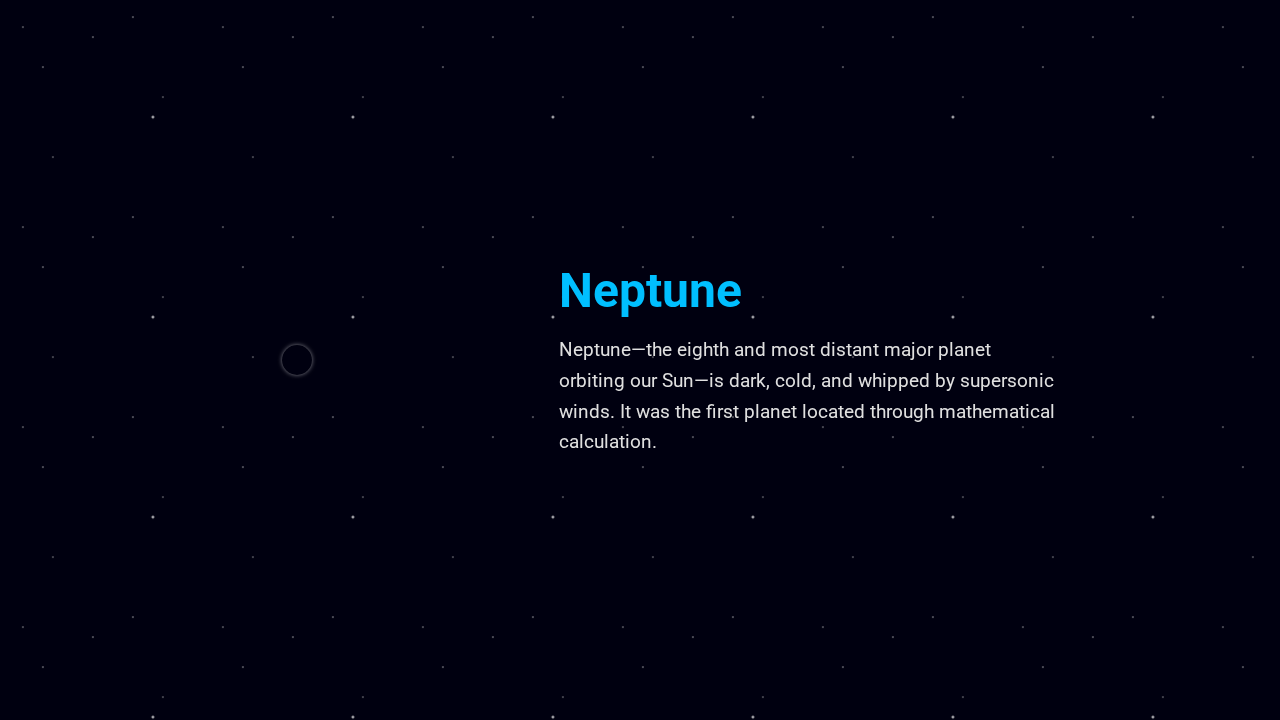 Neptune
Neptune—the eighth and most distant major planet
orbiting our Sun—is dark, cold, and whipped by supersonic
winds. It was the first planet located through mathematical
calculation.